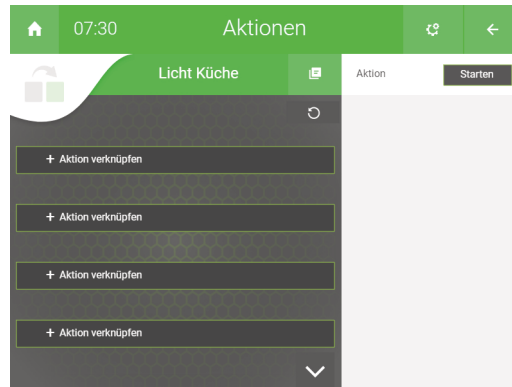 07:30 Aktionen
Licht Küche
Aktion Starten
+ Aktion verknüpfen
+ Aktion verknüpfen
+ Aktion verknüpfen
+ Aktion verknüpfen